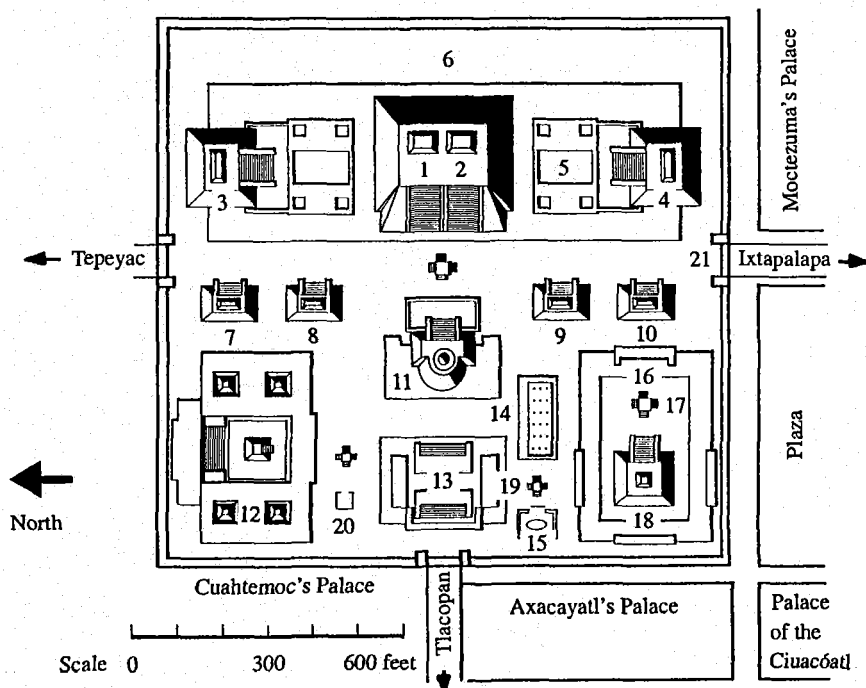 6
Moctezuma's Palace
1 2
5
3
4
Tepeyac
21
Ixtapalapa
7
8
9
10
11
16
14
17
Plaza
13
19
12
20
18
15
North
Cuahtemoc's Palace
Tlacopan
Axacayatl's Palace
Palace
of the
Ciuacóatl
Scale 0 300 600 feet